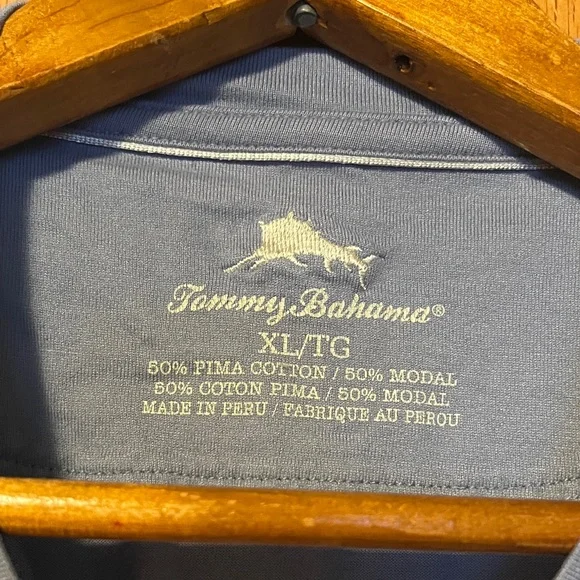 Tommy Bahama®
XL/TG
50% PIMA COTTON / 50% MODAL
50% COTON PIMA / 50% MODAL
MADE IN PERU / FABRIQUE AU PEROU